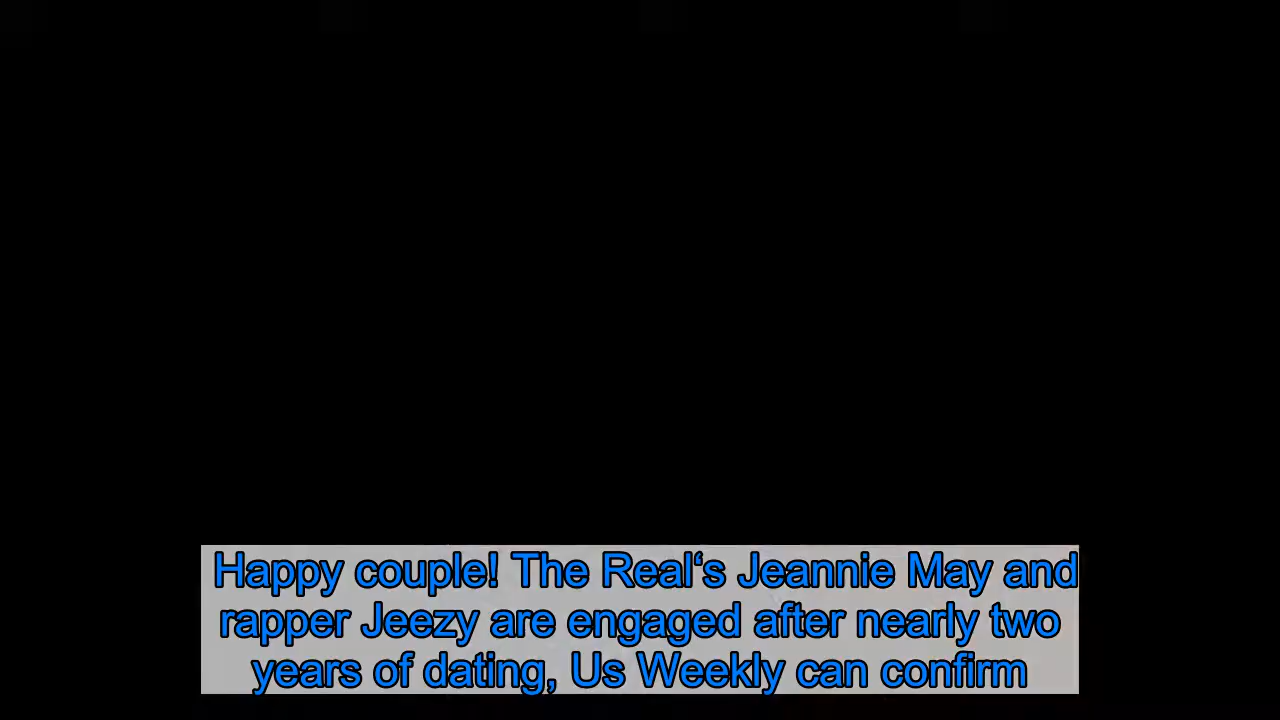 Happy couple! The Real‘s Jeannie May and
rapper Jeezy are engaged after nearly two
years of dating, Us Weekly can confirm